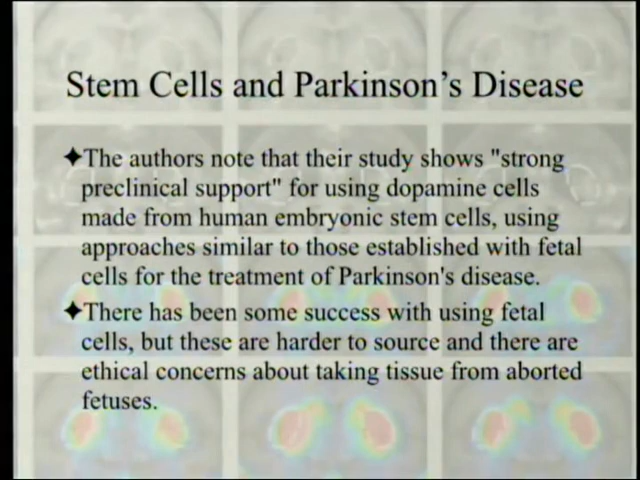 Stem Cells and Parkinson's Disease
✦The authors note that their study shows "strong
preclinical support" for using dopamine cells
made from human embryonic stem cells, using
approaches similar to those established with fetal
cells for the treatment of Parkinson's disease.
✦There has been some success with using fetal
cells, but these are harder to source and there are
ethical concerns about taking tissue from aborted
fetuses.